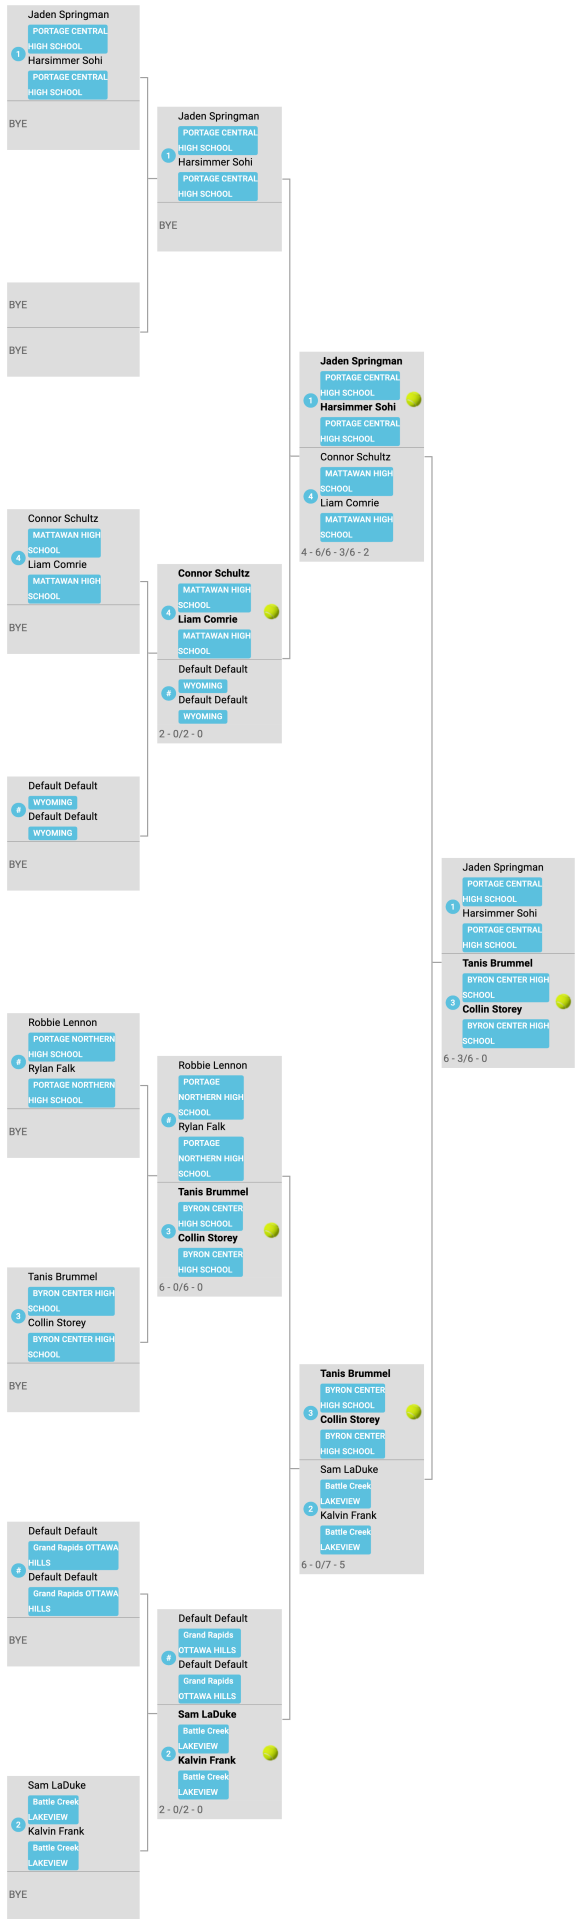 Jaden Springman
PORTAGE CENTRAL
HIGH SCHOOL
1
Harsimmer Sohi
PORTAGE CENTRAL
HIGH SCHOOL
BYE
BYE
BYE
Connor Schultz
MATTAWAN HIGH
SCHOOL
4
Liam Comrie
MATTAWAN HIGH
SCHOOL
BYE
Default Default
WYOMING
#
Default Default
WYOMING
BYE
Robbie Lennon
PORTAGE NORTHERN
HIGH SCHOOL
#
Rylan Falk
PORTAGE NORTHERN
HIGH SCHOOL
BYE
Tanis Brummel
BYRON CENTER HIGH
SCHOOL
3
Collin Storey
BYRON CENTER HIGH
SCHOOL
BYE
Default Default
Grand Rapids OTTAWA
HILLS
#
Default Default
Grand Rapids OTTAWA
HILLS
BYE
Sam LaDuke
Battle Creek
LAKEVIEW
2
Kalvin Frank
Battle Creek
LAKEVIEW
BYE
Jaden Springman
PORTAGE CENTRAL
HIGH SCHOOL
1
Harsimmer Sohi
PORTAGE CENTRAL
HIGH SCHOOL
BYE
Connor Schultz
MATTAWAN HIGH
SCHOOL
4
Liam Comrie
MATTAWAN HIGH
SCHOOL
Default Default
WYOMING
#
Default Default
WYOMING
2 - 0/2 - 0
Robbie Lennon
PORTAGE
NORTHERN HIGH
SCHOOL
#
Rylan Falk
PORTAGE
NORTHERN HIGH
SCHOOL
Tanis Brummel
BYRON CENTER
HIGH SCHOOL
3
Collin Storey
BYRON CENTER
HIGH SCHOOL
6 - 0/6 - 0
Default Default
Grand Rapids
OTTAWA HILLS
#
Default Default
Grand Rapids
OTTAWA HILLS
Sam LaDuke
Battle Creek
LAKEVIEW
2
Kalvin Frank
Battle Creek
LAKEVIEW
2 - 0/2 - 0
Jaden Springman
PORTAGE CENTRAL
HIGH SCHOOL
1
Harsimmer Sohi
PORTAGE CENTRAL
HIGH SCHOOL
Connor Schultz
MATTAWAN HIGH
SCHOOL
4
Liam Comrie
MATTAWAN HIGH
SCHOOL
4 - 6/6 - 3/6 - 2
Tanis Brummel
BYRON CENTER
HIGH SCHOOL
3
Collin Storey
BYRON CENTER
HIGH SCHOOL
Sam LaDuke
Battle Creek
LAKEVIEW
2
Kalvin Frank
Battle Creek
LAKEVIEW
6 - 0/7 - 5
Jaden Springman
PORTAGE CENTRAL
HIGH SCHOOL
1
Harsimmer Sohi
PORTAGE CENTRAL
HIGH SCHOOL
Tanis Brummel
BYRON CENTER HIGH
SCHOOL
3
Collin Storey
BYRON CENTER HIGH
SCHOOL
6 - 3/6 - 0